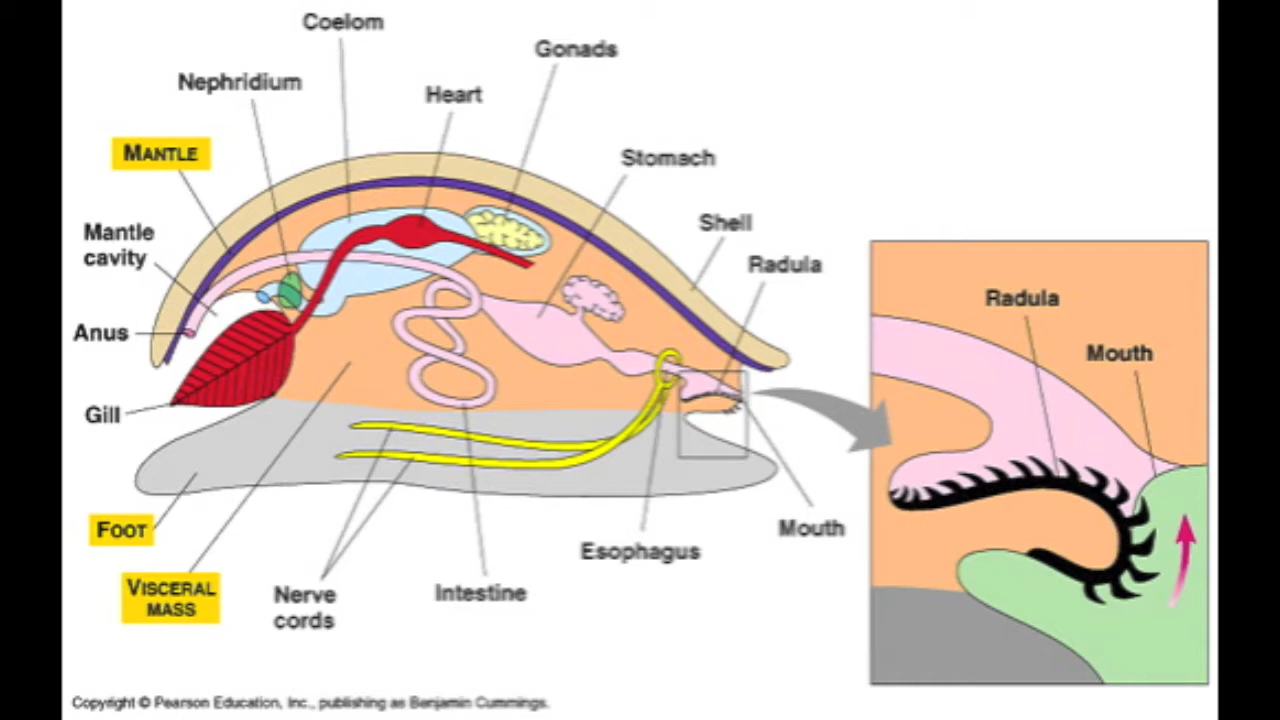 Coelom
Gonads
Nephridium
Heart
MANTLE
Stomach
Mantle
cavity
Shell
Radula
Anus
Gill
FOOT
VISCERAL
MASS
Nerve
cords
Intestine
Esophagus
Mouth
Radula
Mouth
Copyright © Pearson Education, Inc., publishing as Benjamin Cummings.